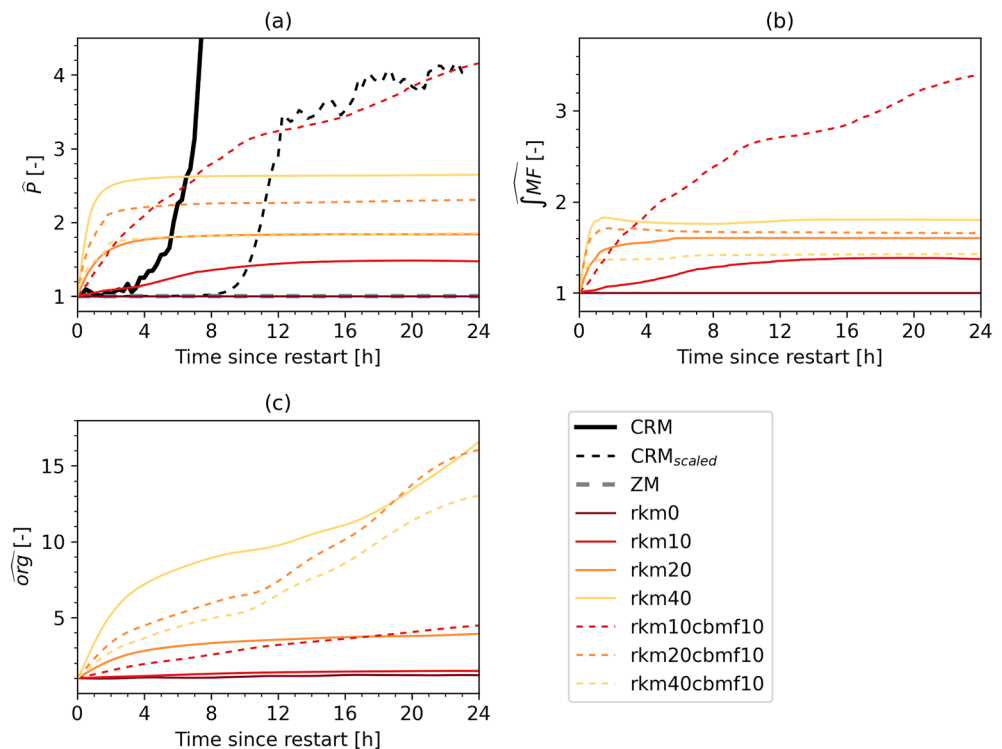 (a)
P̂ [-]
4
3
2
1
0 4 8 12 16 20 24
Time since restart [h]
(b)
∫MF [-]
3
2
1
0 4 8 12 16 20 24
Time since restart [h]
(c)
org [-]
15
10
5
0 4 8 12 16 20 24
Time since restart [h]
CRM
CRM_scaled
ZM
rkm0
rkm10
rkm20
rkm40
rkm10cbmf10
rkm20cbmf10
rkm40cbmf10